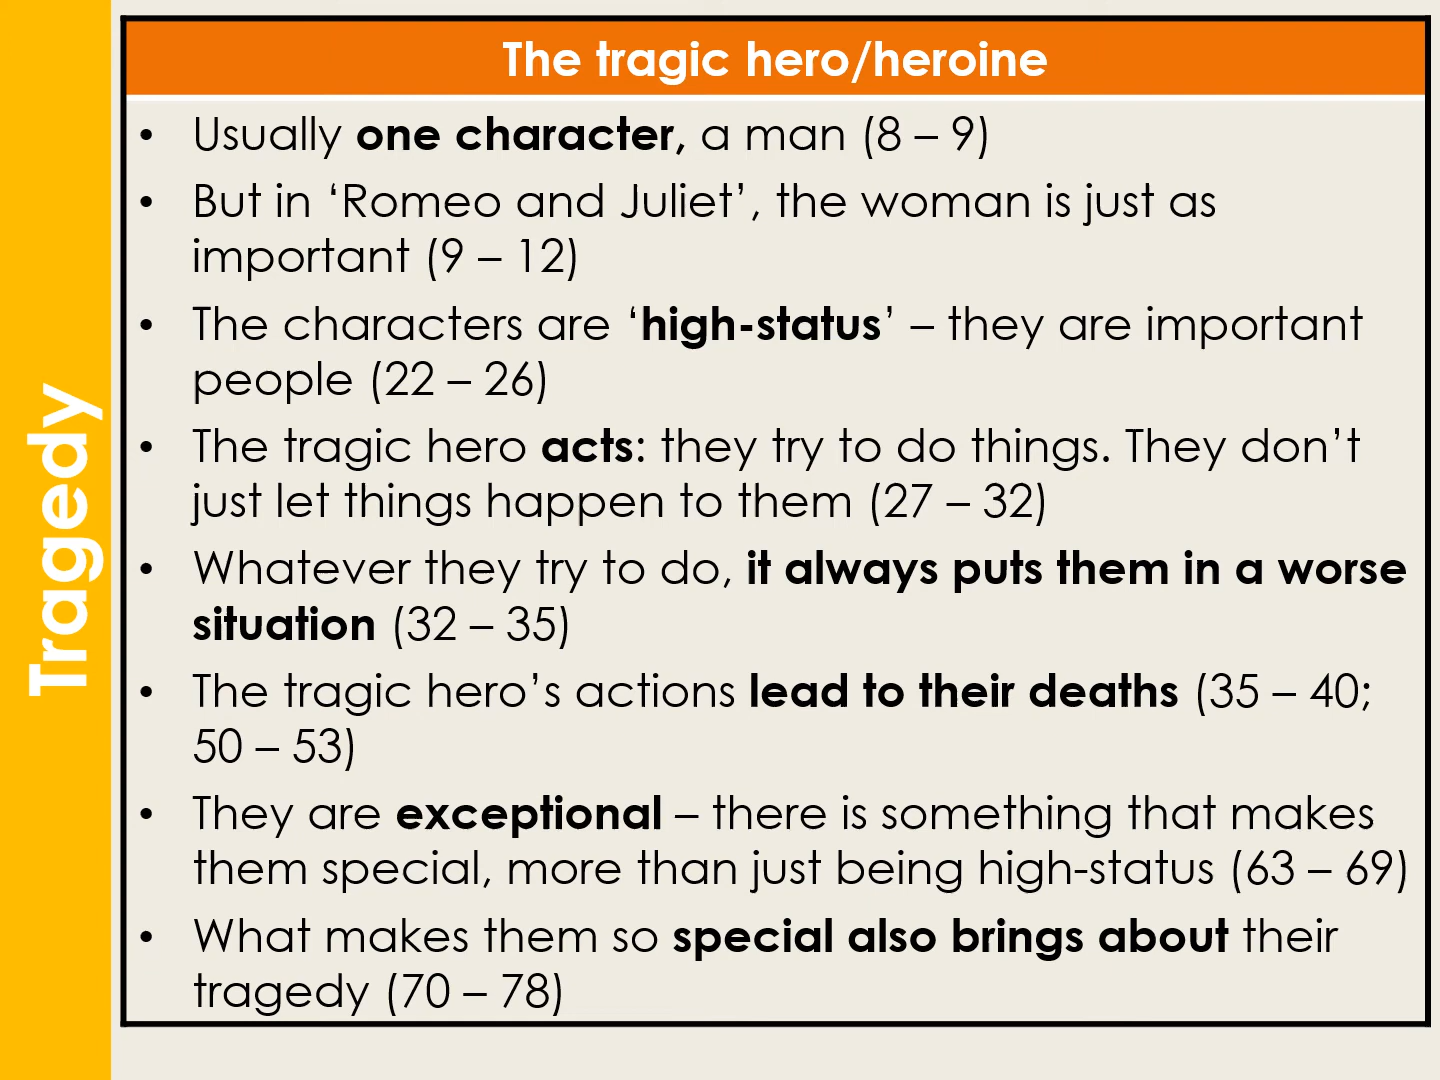 Tragedy
The tragic hero/heroine
• Usually one character, a man (8 – 9)
• But in ‘Romeo and Juliet’, the woman is just as
important (9 – 12)
• The characters are ‘high-status’ – they are important
people (22 – 26)
• The tragic hero acts: they try to do things. They don’t
just let things happen to them (27 – 32)
• Whatever they try to do, it always puts them in a worse
situation (32 – 35)
• The tragic hero’s actions lead to their deaths (35 – 40;
50 – 53)
• They are exceptional – there is something that makes
them special, more than just being high-status (63 – 69)
• What makes them so special also brings about their
tragedy (70 – 78)